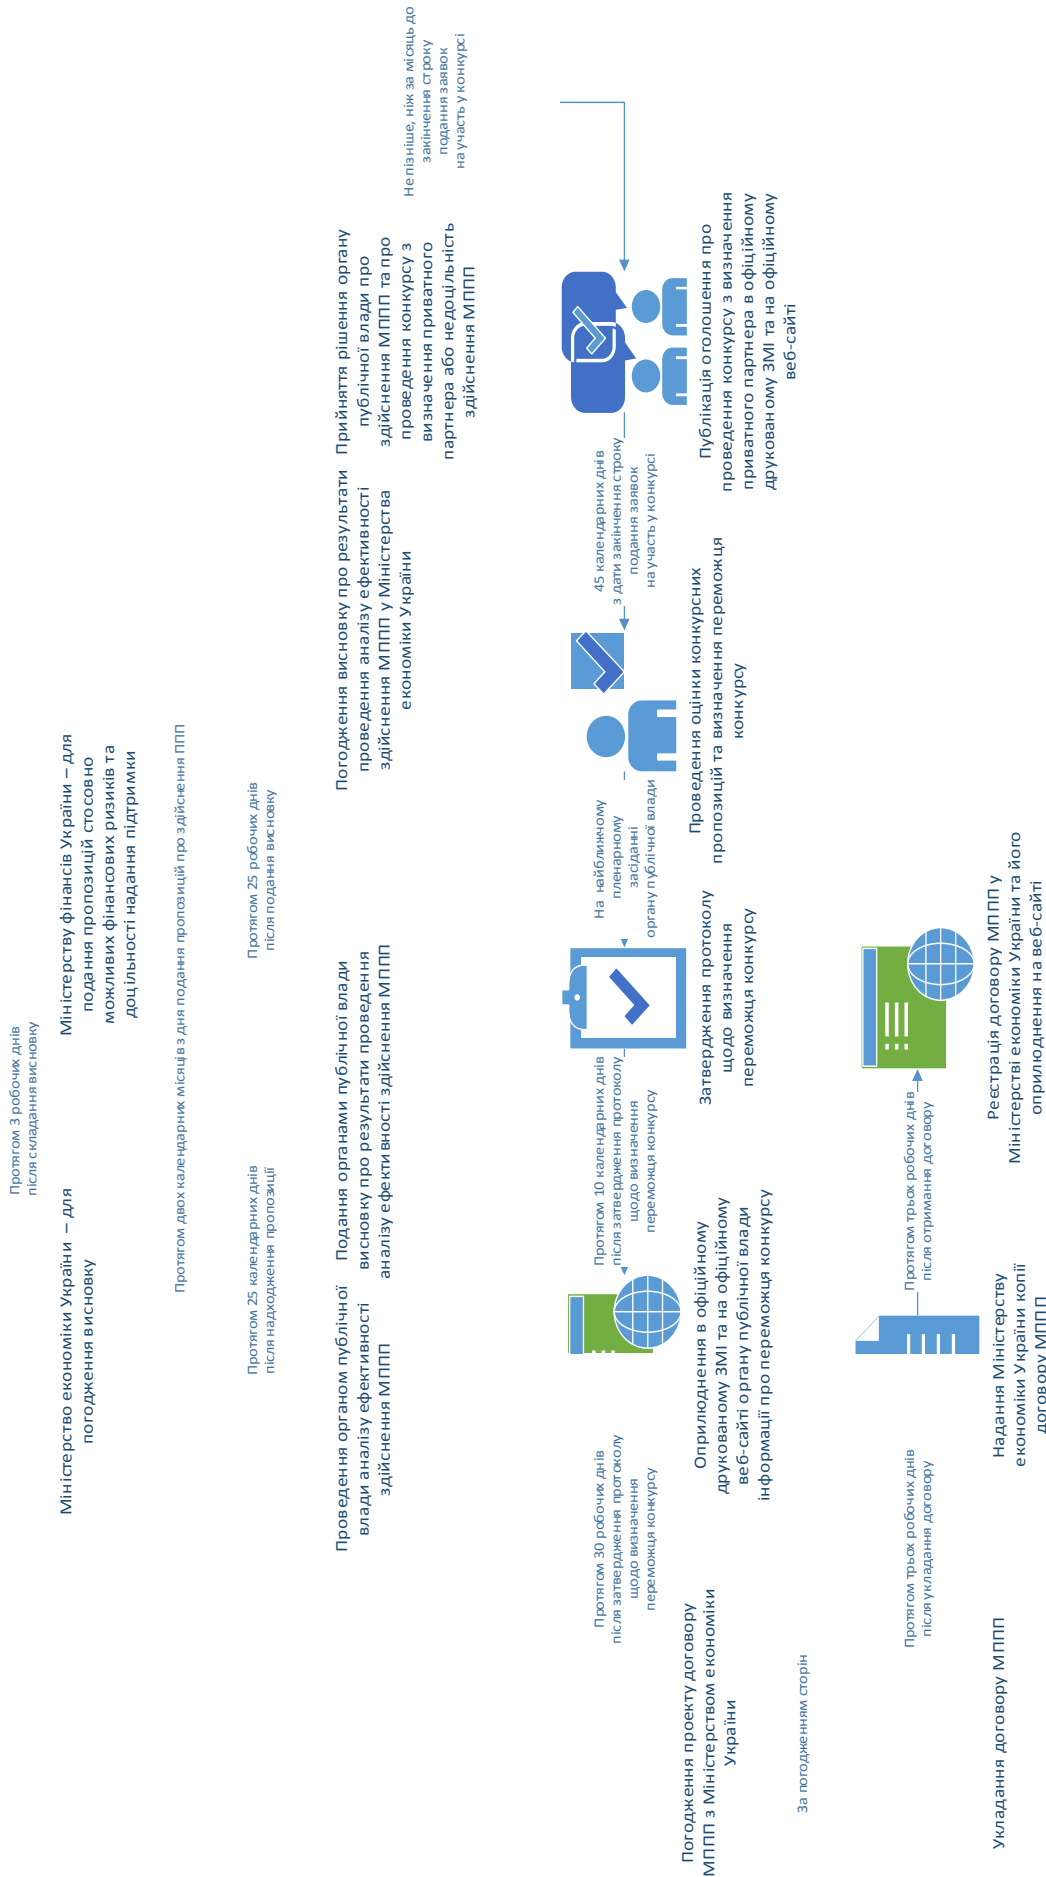 Протягом 3 робочих днів
після складання висновку
Міністерство економіки України – для
погодження висновку
Міністерству фінансів України – для
подання пропозицій стосовно
можливих фінансових ризиків та
доцільності надання підтримки
Протягом двох календарних місяців з дня подання пропозицій про здійснення ППП
Протягом 25 календарних днів
після надходження пропозиції
Протягом 25 робочих днів
після подання висновку
Проведення органом публічної
влади аналізу ефективності
здійснення МППП
Подання органами публічної влади
висновку про результати проведення
аналізу ефективності здійснення МППП
Погодження висновку про результати
проведення аналізу ефективності
здійснення МППП у Міністерства
економіки України
Прийняття рішення органу
публічної влади про
здійснення МППП та про
проведення конкурсу з
визначення приватного
партнера або недоцільність
здійснення МППП
Не пізніше, ніж за місяць до
закінчення строку
подання заявок
на участь у конкурсі
Публікація оголошення про
проведення конкурсу з визначення
приватного партнера в офіційному
друкованому ЗМІ та на офіційному
веб-сайті
45 календарних днів
з дати закінчення строку
подання заявок
на участь у конкурсі
Проведення оцінки конкурсних
пропозицій та визначення переможця
конкурсу
На найближчому
пленарному
засіданні
органу публічної влади
Затвердження протоколу
щодо визначення
переможця конкурсу
Протягом 10 календарних днів
після затвердження протоколу
щодо визначення
переможця конкурсу
Оприлюднення в офіційному
друкованому ЗМІ та на офіційному
веб-сайті органу публічної влади
інформації про переможця конкурсу
Протягом 30 робочих днів
після затвердження протоколу
щодо визначення
переможця конкурсу
Погодження проекту договору
МППП з Міністерством економіки
України
За погодженням сторін
Укладання договору МППП
Протягом трьох робочих днів
після укладання договору
Надання Міністерству
економіки України копії
договору МППП
Протягом трьох робочих днів
після отримання договору
Реєстрація договору МППП у
Міністерстві економіки України та його
оприлюднення на веб-сайті